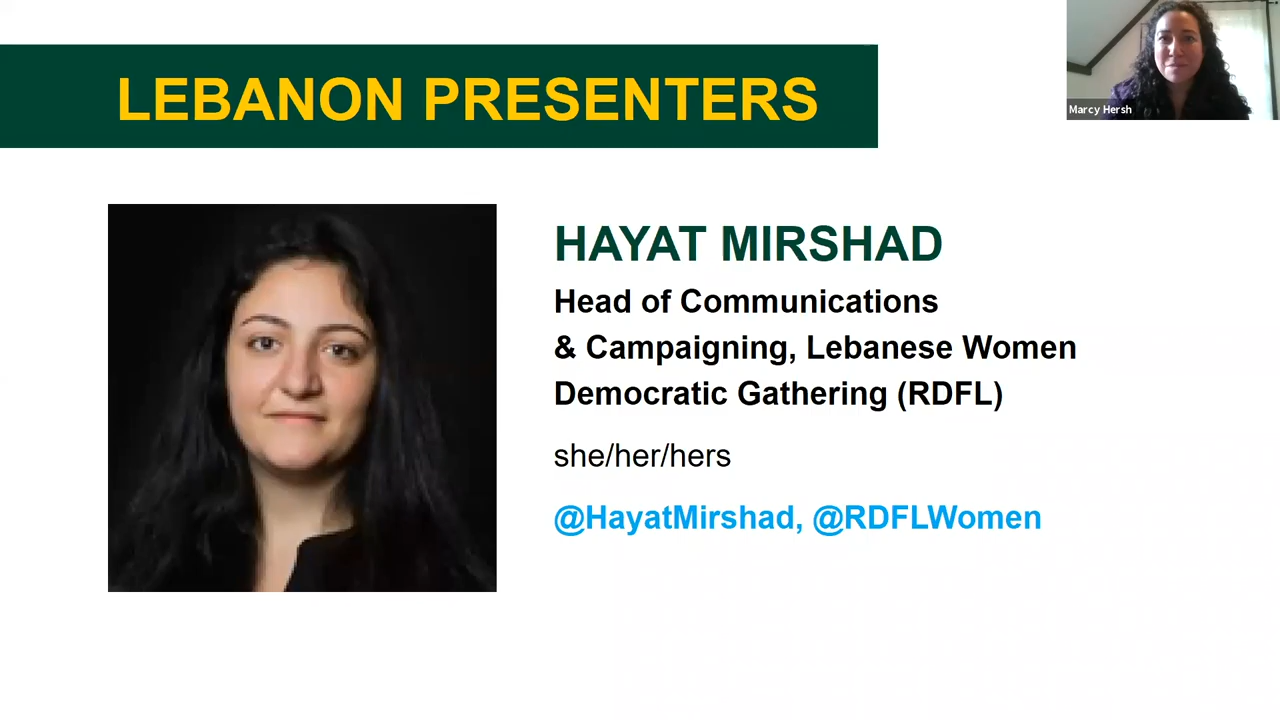 LEBANON PRESENTERS
Marcy Hersh
HAYAT MIRSHAD
Head of Communications
& Campaigning, Lebanese Women
Democratic Gathering (RDFL)
she/her/hers
@HayatMirshad, @RDFLWomen